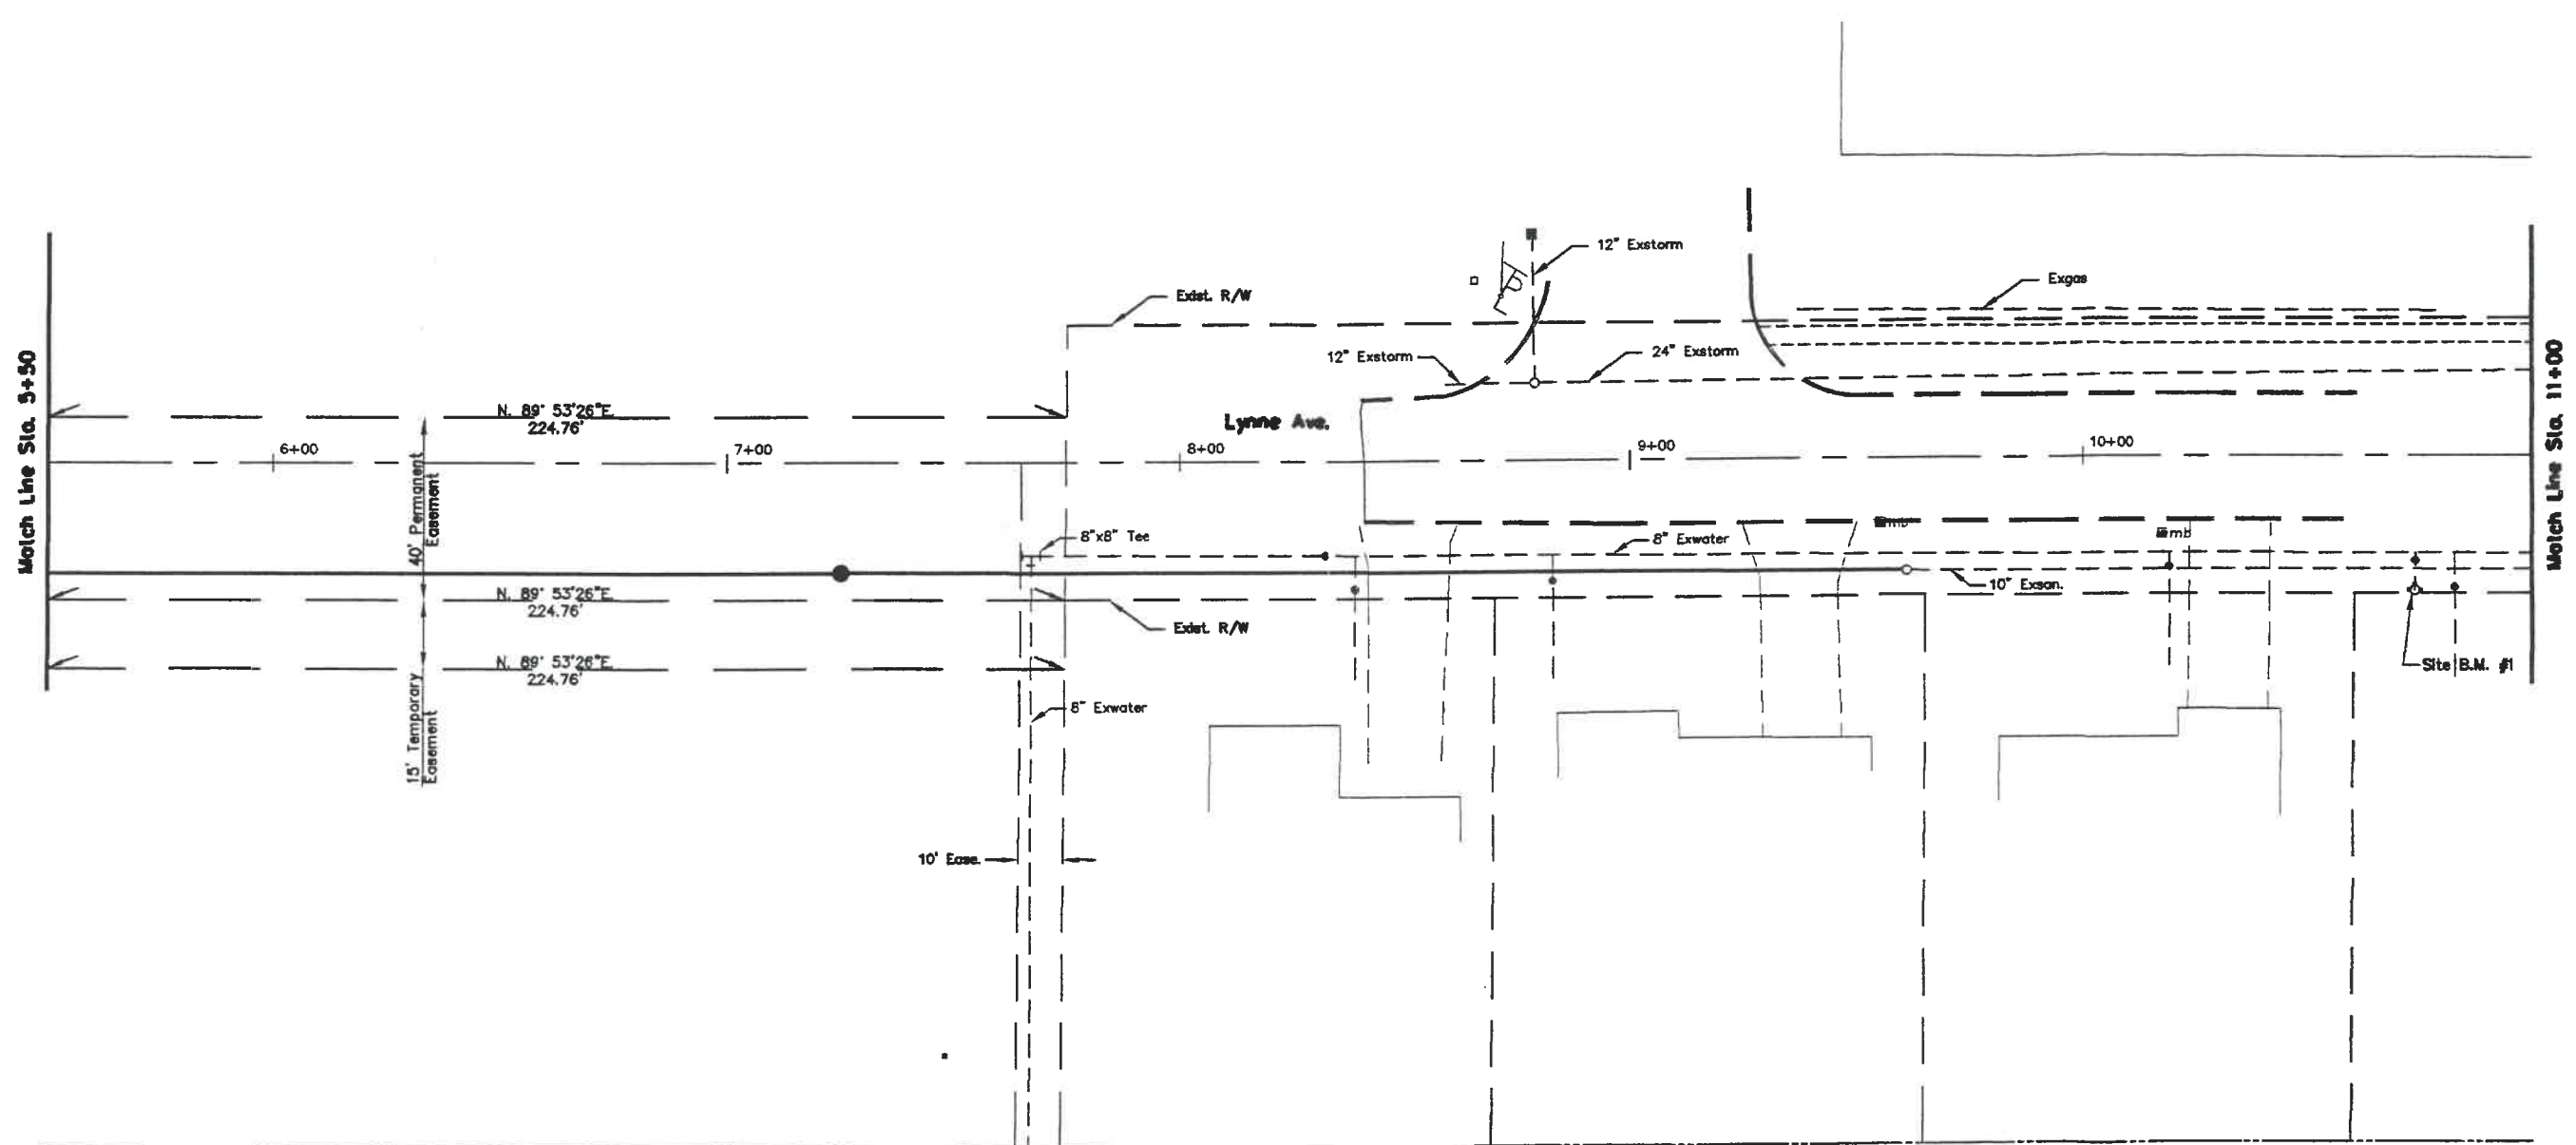 12" Exstorm
Exgas
Exist. R/W
12" Exstorm
24" Exstorm
Match Line Sta. 5+50
Match Line Sta. 11+00
N. 89° 53'26"E.
224.76'
Lynne Ave.
6+00
7+00
8+00
9+00
10+00
40' Permanent
Easement
mb
mb
8"x8" Tee
8" Exwater
10" Exsan.
N. 89° 53'26"E.
224.76'
Exist. R/W
N. 89° 53'26"E.
224.76'
Site B.M. #1
8" Exwater
15' Temporary
Easement
10' Ease.